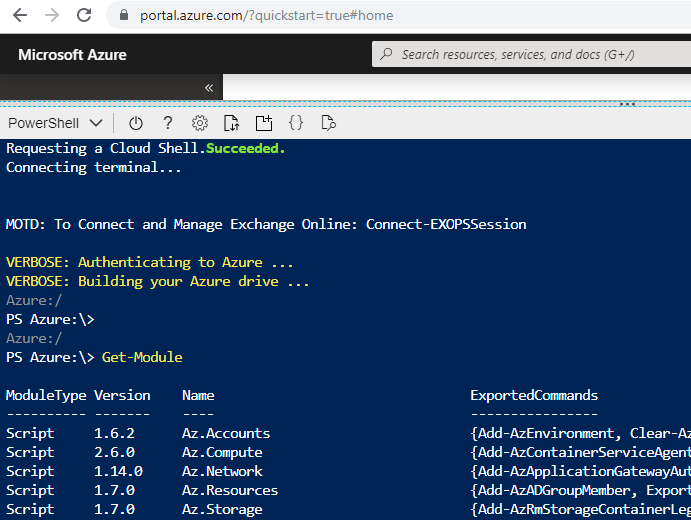 portal.azure.com/?quickstart=true#home
Microsoft Azure
Search resources, services, and docs (G+/)
«
PowerShell
Requesting a Cloud Shell.Succeeded.
Connecting terminal...
MOTD: To Connect and Manage Exchange Online: Connect-EXOPSSession
VERBOSE: Authenticating to Azure ...
VERBOSE: Building your Azure drive ...
Azure:/
PS Azure:\>
Azure:/
PS Azure:\> Get-Module
ModuleType Version Name ExportedCommands
---------- ------- ---- ----------------
Script 1.6.2 Az.Accounts {Add-AzEnvironment, Clear-Az
Script 2.6.0 Az.Compute {Add-AzContainerServiceAgent
Script 1.14.0 Az.Network {Add-AzApplicationGatewayAut
Script 1.7.0 Az.Resources {Add-AzADGroupMember, Export
Script 1.7.0 Az.Storage {Add-AzRmStorageContainerLeg